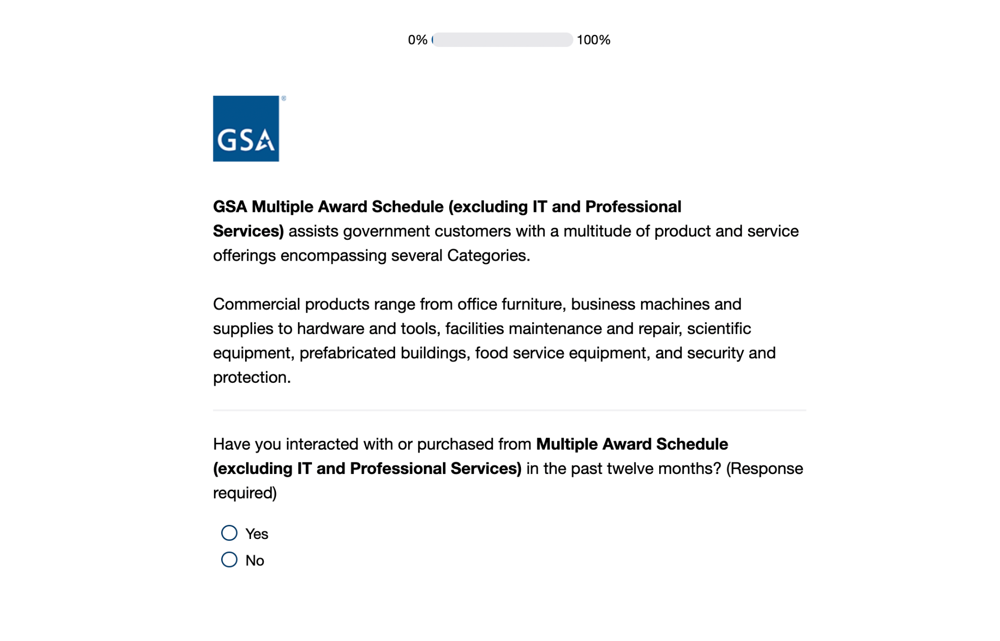 0% 100%
GSA ®
GSA Multiple Award Schedule (excluding IT and Professional
Services) assists government customers with a multitude of product and service
offerings encompassing several Categories.
Commercial products range from office furniture, business machines and
supplies to hardware and tools, facilities maintenance and repair, scientific
equipment, prefabricated buildings, food service equipment, and security and
protection.
Have you interacted with or purchased from Multiple Award Schedule
(excluding IT and Professional Services) in the past twelve months? (Response
required)
Yes
No